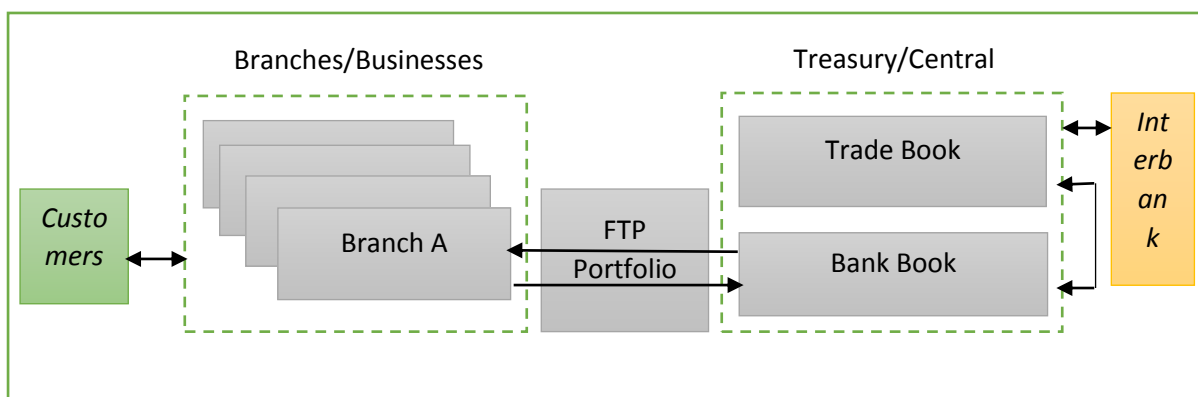 Branches/Businesses
Treasury/Central
Custo
mers
Branch A
FTP
Portfolio
Trade Book
Bank Book
Int
erb
an
k